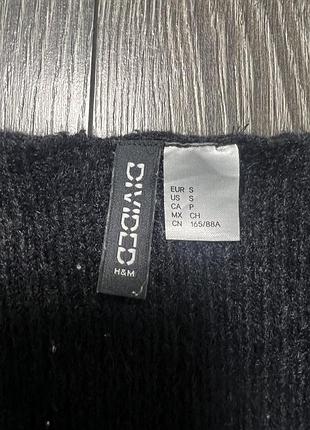 DIVIDED
H&M
EUR S
US S
CA P
MX CH
CN 165/88A